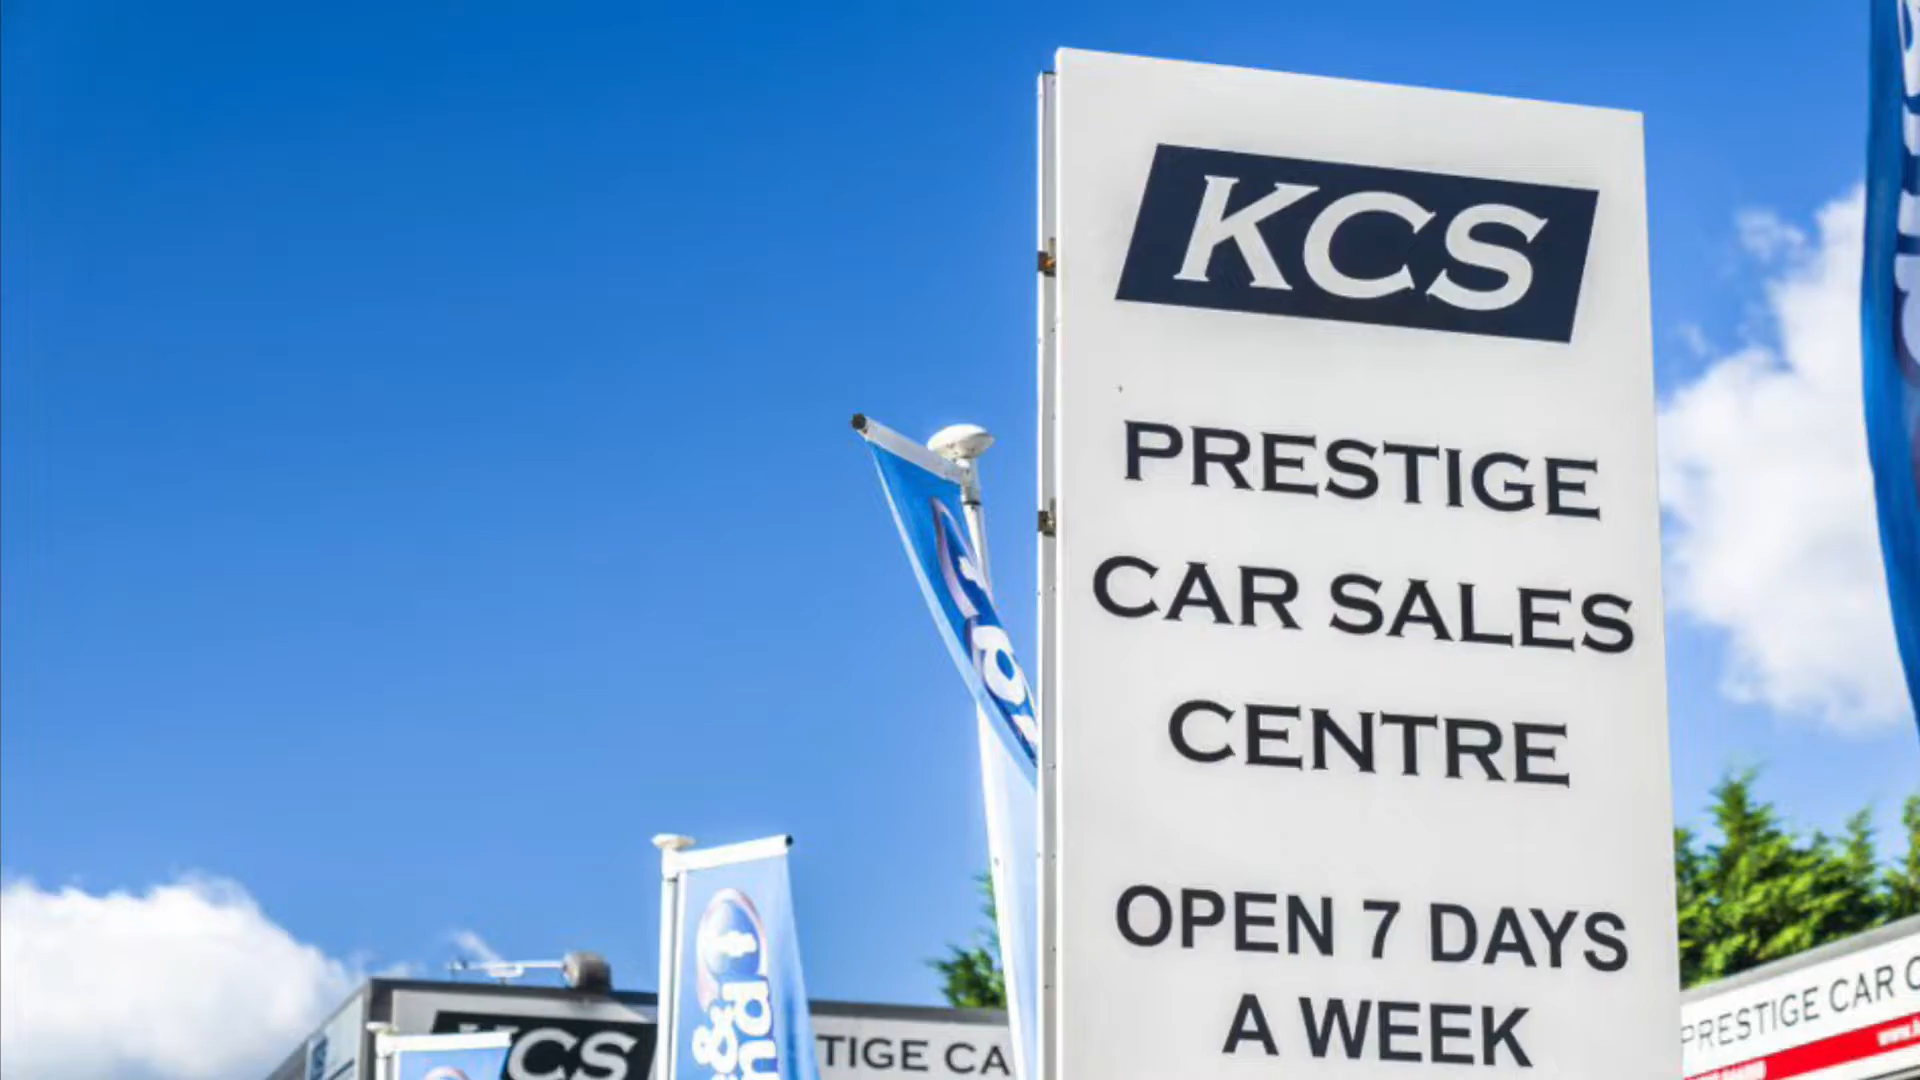 KCS
PRESTIGE
CAR SALES
CENTRE
OPEN 7 DAYS
A WEEK
KCS
TIGE CA
PRESTIGE CAR C